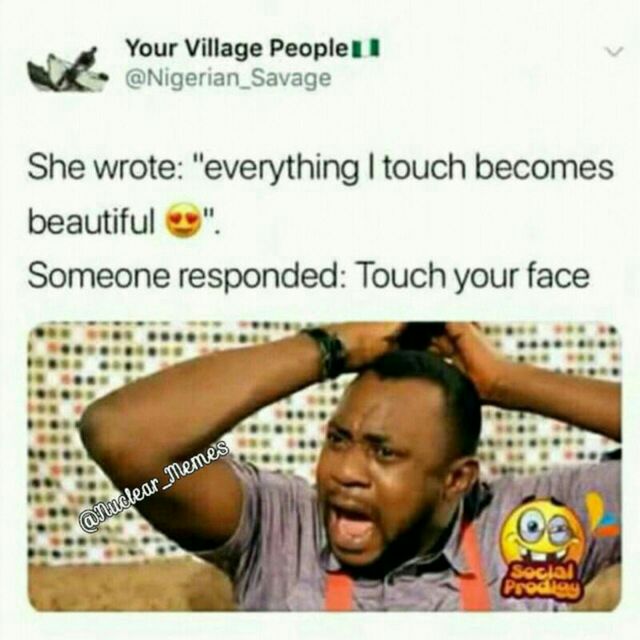 Your Village People🇳🇬
@Nigerian_Savage
She wrote: "everything I touch becomes
beautiful 😍".
Someone responded: Touch your face
@Nuclear_Memes
Social
Prodigy